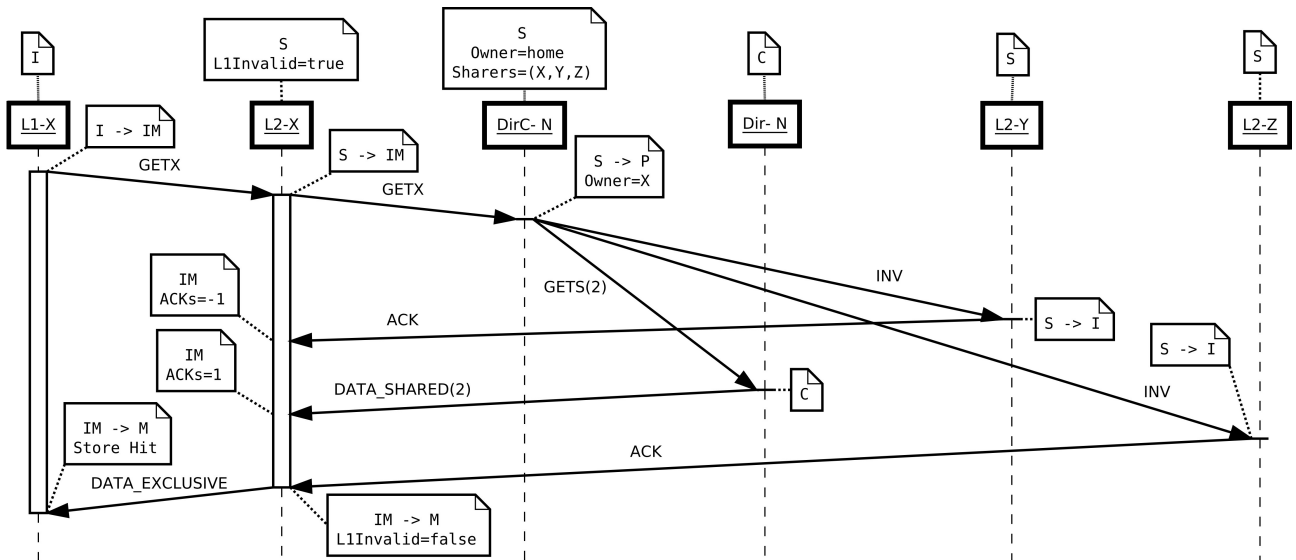 I
S
L1Invalid=true
S
Owner=home
Sharers=(X,Y,Z)
C
S
S
L1-X
L2-X
DirC- N
Dir- N
L2-Y
L2-Z
I -> IM
GETX
S -> IM
GETX
S -> P
Owner=X
INV
GETS(2)
IM
ACKs=-1
ACK
S -> I
S -> I
IM
ACKs=1
DATA_SHARED(2)
C
INV
IM -> M
Store Hit
ACK
DATA_EXCLUSIVE
IM -> M
L1Invalid=false